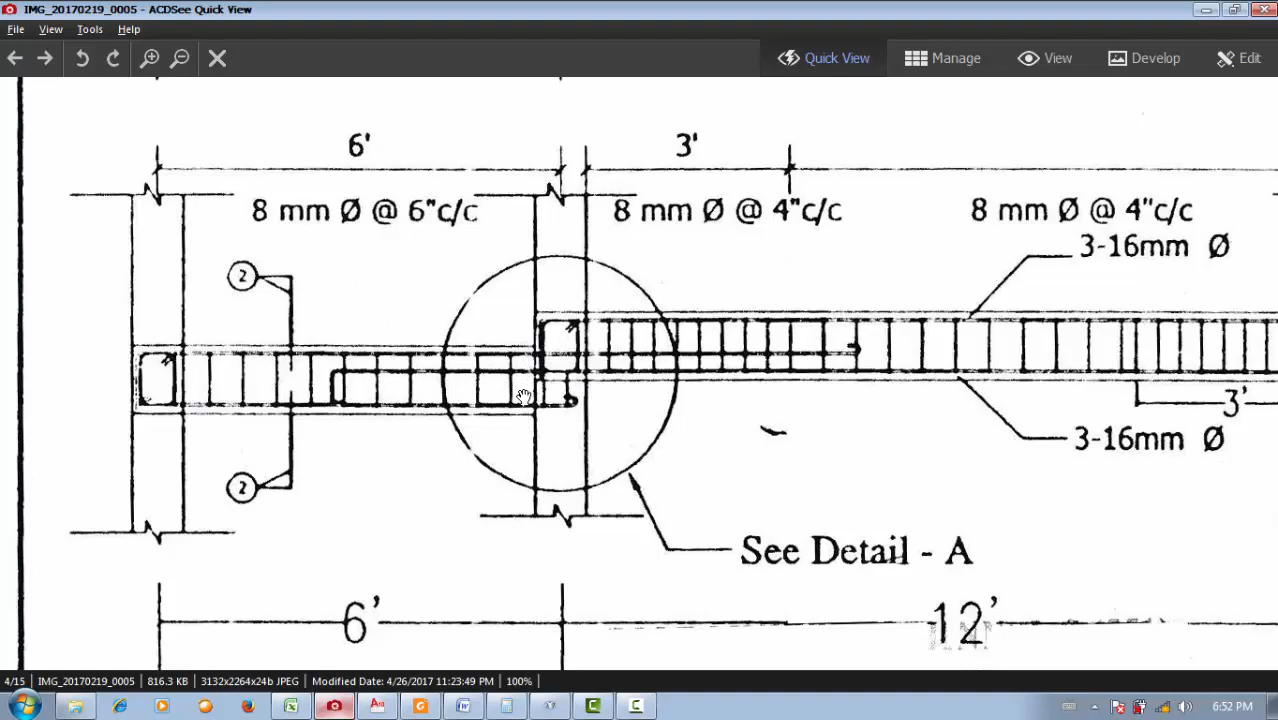 IMG_20170219_0005 - ACDSee Quick View
File View Tools Help
Quick View Manage View Develop Edit
6' 3'
8 mm Ø @ 6"c/c 8 mm Ø @ 4"c/c 8 mm Ø @ 4"c/c
3-16mm Ø
2
3'
3-16mm Ø
2
See Detail - A
6' 12'
4/15 IMG_20170219_0005 816.3 KB 3132x2264x24b JPEG Modified Date: 4/26/2017 11:23:49 PM 100%
6:52 PM